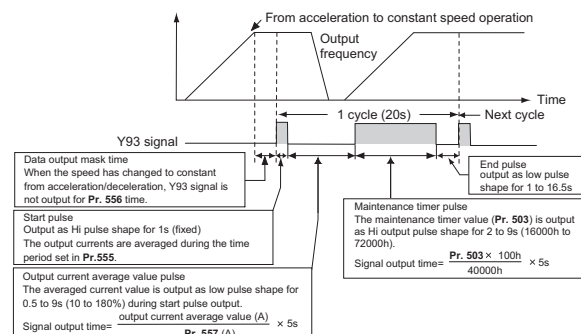 From acceleration to constant speed operation
Output
frequency
Time
1 cycle (20s)
Next cycle
Y93 signal
Data output mask time
When the speed has changed to constant
from acceleration/deceleration, Y93 signal is
not output for Pr. 556 time.
End pulse
output as low pulse
shape for 1 to 16.5s
Start pulse
Output as Hi pulse shape for 1s (fixed)
The output currents are averaged during the time
period set in Pr.555.
Maintenance timer pulse
The maintenance timer value (Pr. 503) is output
as Hi output pulse shape for 2 to 9s (16000h to
72000h).
Signal output time= Pr. 503 × 100h / 40000h × 5s
Output current average value pulse
The averaged current value is output as low pulse shape for
0.5 to 9s (10 to 180%) during start pulse output.
Signal output time= output current average value (A) / Pr. 557 (A) × 5s